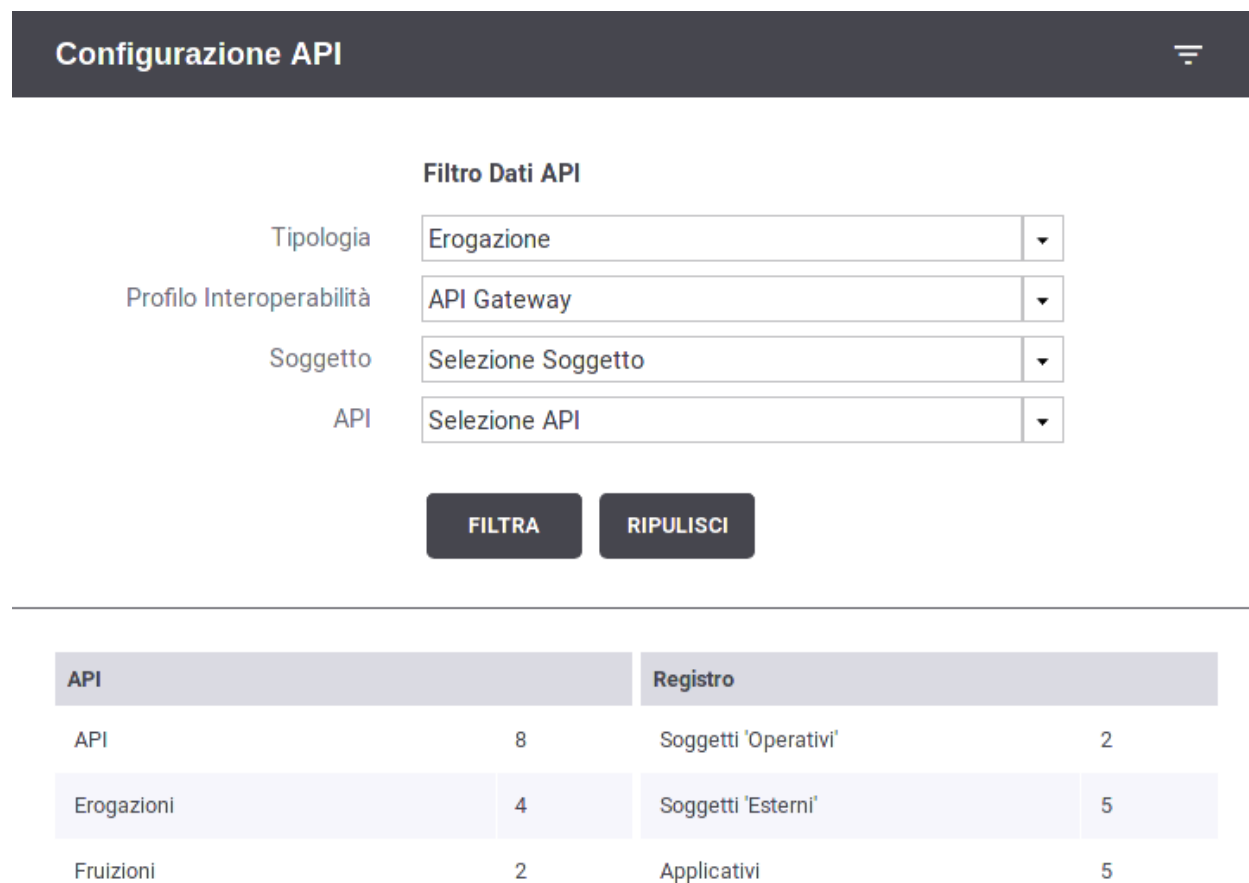 Configurazione API
Filtro Dati API
Tipologia Erogazione
Profilo Interoperabilità API Gateway
Soggetto Selezione Soggetto
API Selezione API
FILTRA RIPULISCI
API Registro
API 8 Soggetti 'Operativi' 2
Erogazioni 4 Soggetti 'Esterni' 5
Fruizioni 2 Applicativi 5